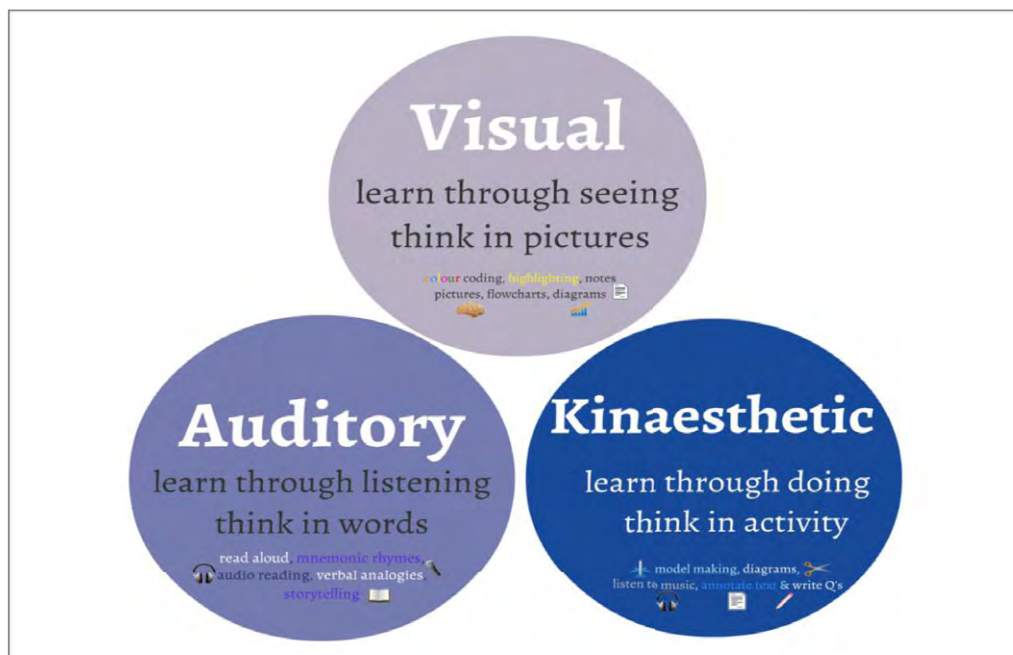 Visual
learn through seeing
think in pictures
colour coding, highlighting, notes
pictures, flowcharts, diagrams
Auditory
learn through listening
think in words
read aloud, mnemonic rhymes,
audio reading, verbal analogies,
storytelling
Kinaesthetic
learn through doing
think in activity
model making, diagrams,
listen to music, annotate text & write Q's